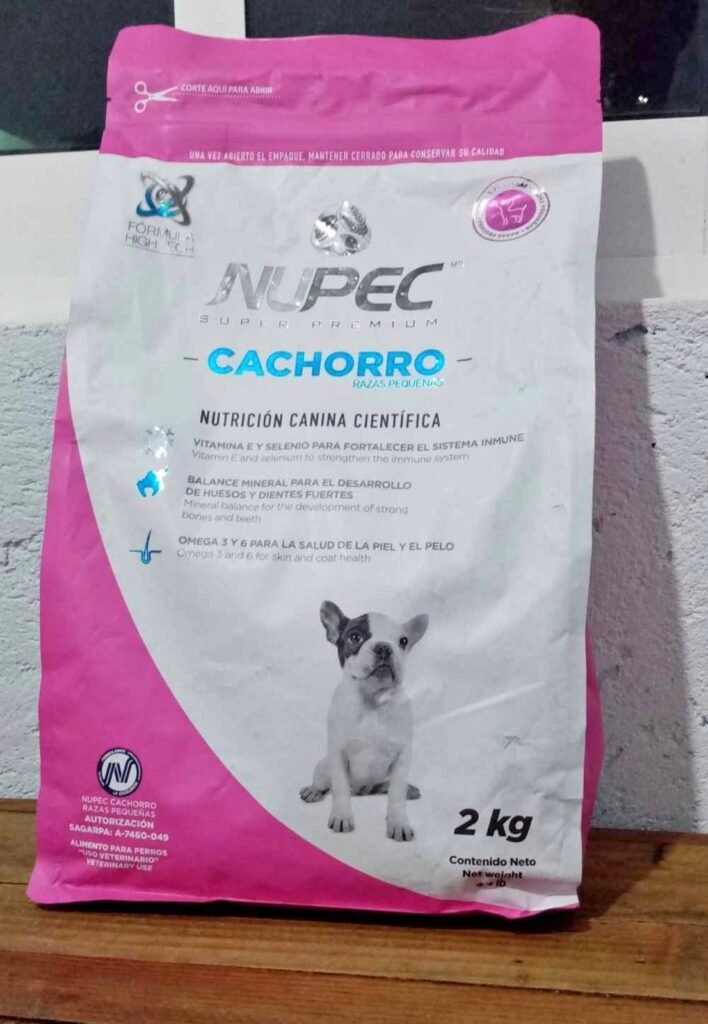 CORTE AQUÍ PARA ABRIR
UNA VEZ ABIERTO EL EMPAQUE, MANTENER CERRADO PARA CONSERVAR SU CALIDAD
FÓRMULA
HIGH TECH
NUPEC MR
SUPER PREMIUM
CACHORRO
RAZAS PEQUEÑAS
NUTRICIÓN CANINA CIENTÍFICA
VITAMINA E Y SELENIO PARA FORTALECER EL SISTEMA INMUNE
Vitamin E and selenium to strengthen the immune system
BALANCE MINERAL PARA EL DESARROLLO
DE HUESOS Y DIENTES FUERTES
Mineral balance for the development of strong
bones and teeth
OMEGA 3 Y 6 PARA LA SALUD DE LA PIEL Y EL PELO
Omega 3 and 6 for skin and coat health
NUPEC CACHORRO
RAZAS PEQUEÑAS
AUTORIZACIÓN
SAGARPA: A-7460-049
ALIMENTO PARA PERROS
"USO VETERINARIO"
VETERINARY USE
2 kg
Contenido Neto
Net weight
lb